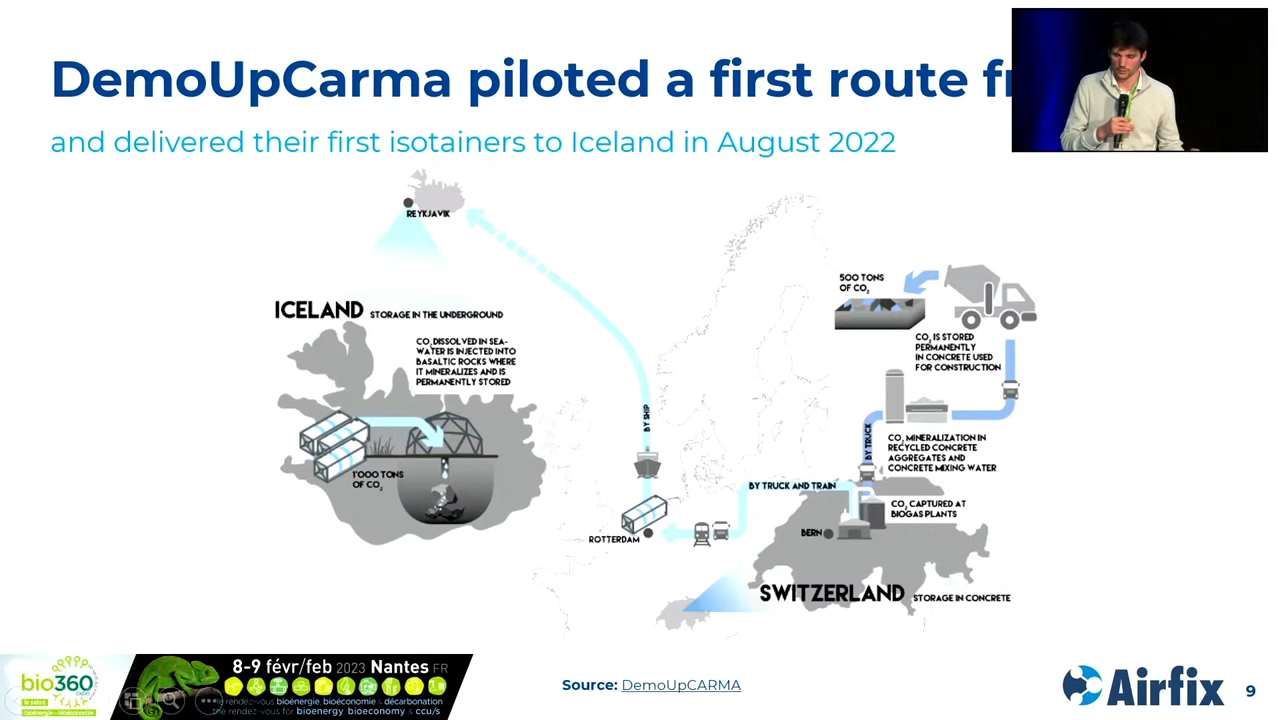 DemoUpCarma piloted a first route
and delivered their first isotainers to Iceland in August 2022
REYKJAVIK
ICELAND STORAGE IN THE UNDERGROUND
CO₂ DISSOLVED IN SEA-
WATER IS INJECTED INTO
BASALTIC ROCKS WHERE
IT MINERALIZES AND IS
PERMANENTLY STORED
1'000 TONS
OF CO₂
BY SHIP
ROTTERDAM
BY TRUCK AND TRAIN
500 TONS
OF CO₂
CO₂ IS STORED
PERMANENTLY
IN CONCRETE USED
FOR CONSTRUCTION
BY TRUCK
CO₂ MINERALIZATION IN
RECYCLED CONCRETE
AGGREGATES AND
CONCRETE MIXING WATER
CO₂ CAPTURED AT
BIOGAS PLANTS
BERN
SWITZERLAND STORAGE IN CONCRETE
bio360
le salon
8-9 févr/feb 2023 Nantes FR
le rendez-vous bioénergie, bioéconomie & décarbonation
the rendez-vous for bioenergy, bioeconomy & ccu/s
Source: DemoUpCARMA
Airfix
9